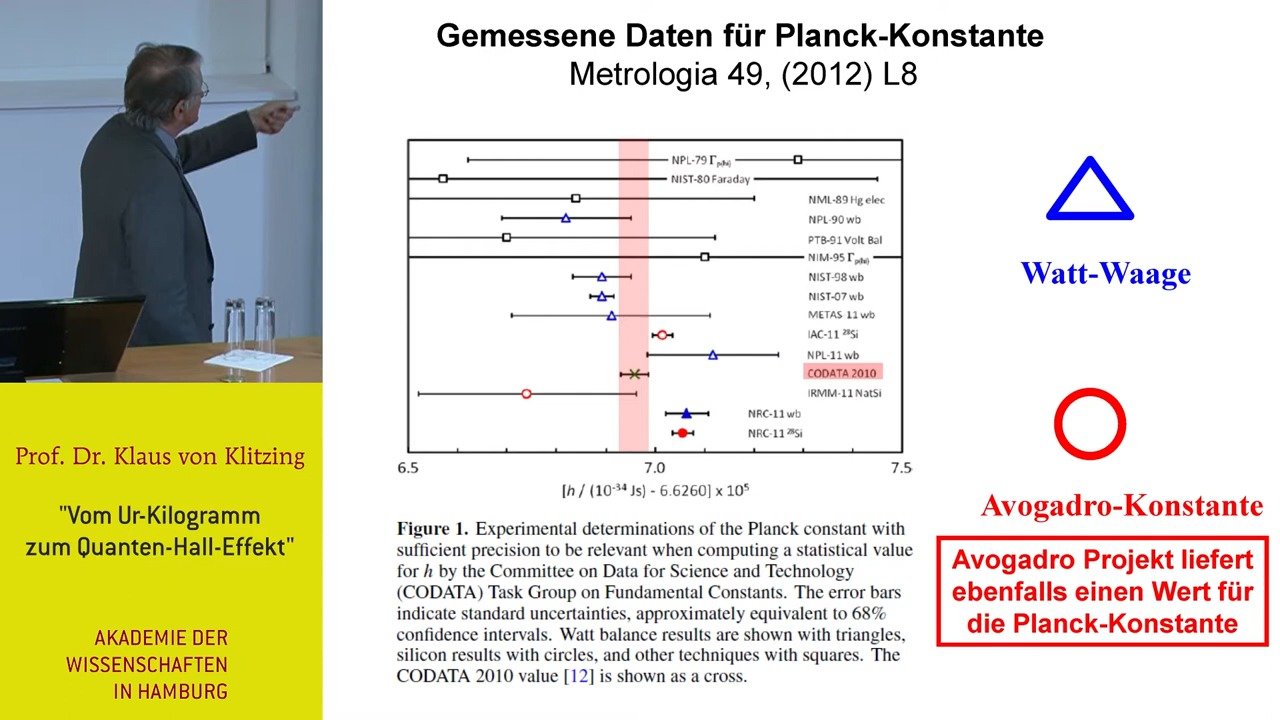 Gemessene Daten für Planck-Konstante
Metrologia 49, (2012) L8
NPL-79 Γp(hi)
NIST-80 Faraday
NML-89 Hg elec
NPL-90 wb
PTB-91 Volt Bal
NIM-95 Γp(hi)
NIST-98 wb
NIST-07 wb
METAS-11 wb
IAC-11 ²⁸Si
NPL-11 wb
CODATA 2010
IRMM-11 NatSi
NRC-11 wb
NRC-11 ²⁸Si
6.5
7.0
7.5
[h / (10⁻³⁴ Js) - 6.6260] x 10⁵
Figure 1. Experimental determinations of the Planck constant with
sufficient precision to be relevant when computing a statistical value
for h by the Committee on Data for Science and Technology
(CODATA) Task Group on Fundamental Constants. The error bars
indicate standard uncertainties, approximately equivalent to 68%
confidence intervals. Watt balance results are shown with triangles,
silicon results with circles, and other techniques with squares. The
CODATA 2010 value [12] is shown as a cross.
Watt-Waage
Avogadro-Konstante
Avogadro Projekt liefert
ebenfalls einen Wert für
die Planck-Konstante
Prof. Dr. Klaus von Klitzing
"Vom Ur-Kilogramm
zum Quanten-Hall-Effekt"
AKADEMIE DER
WISSENSCHAFTEN
IN HAMBURG